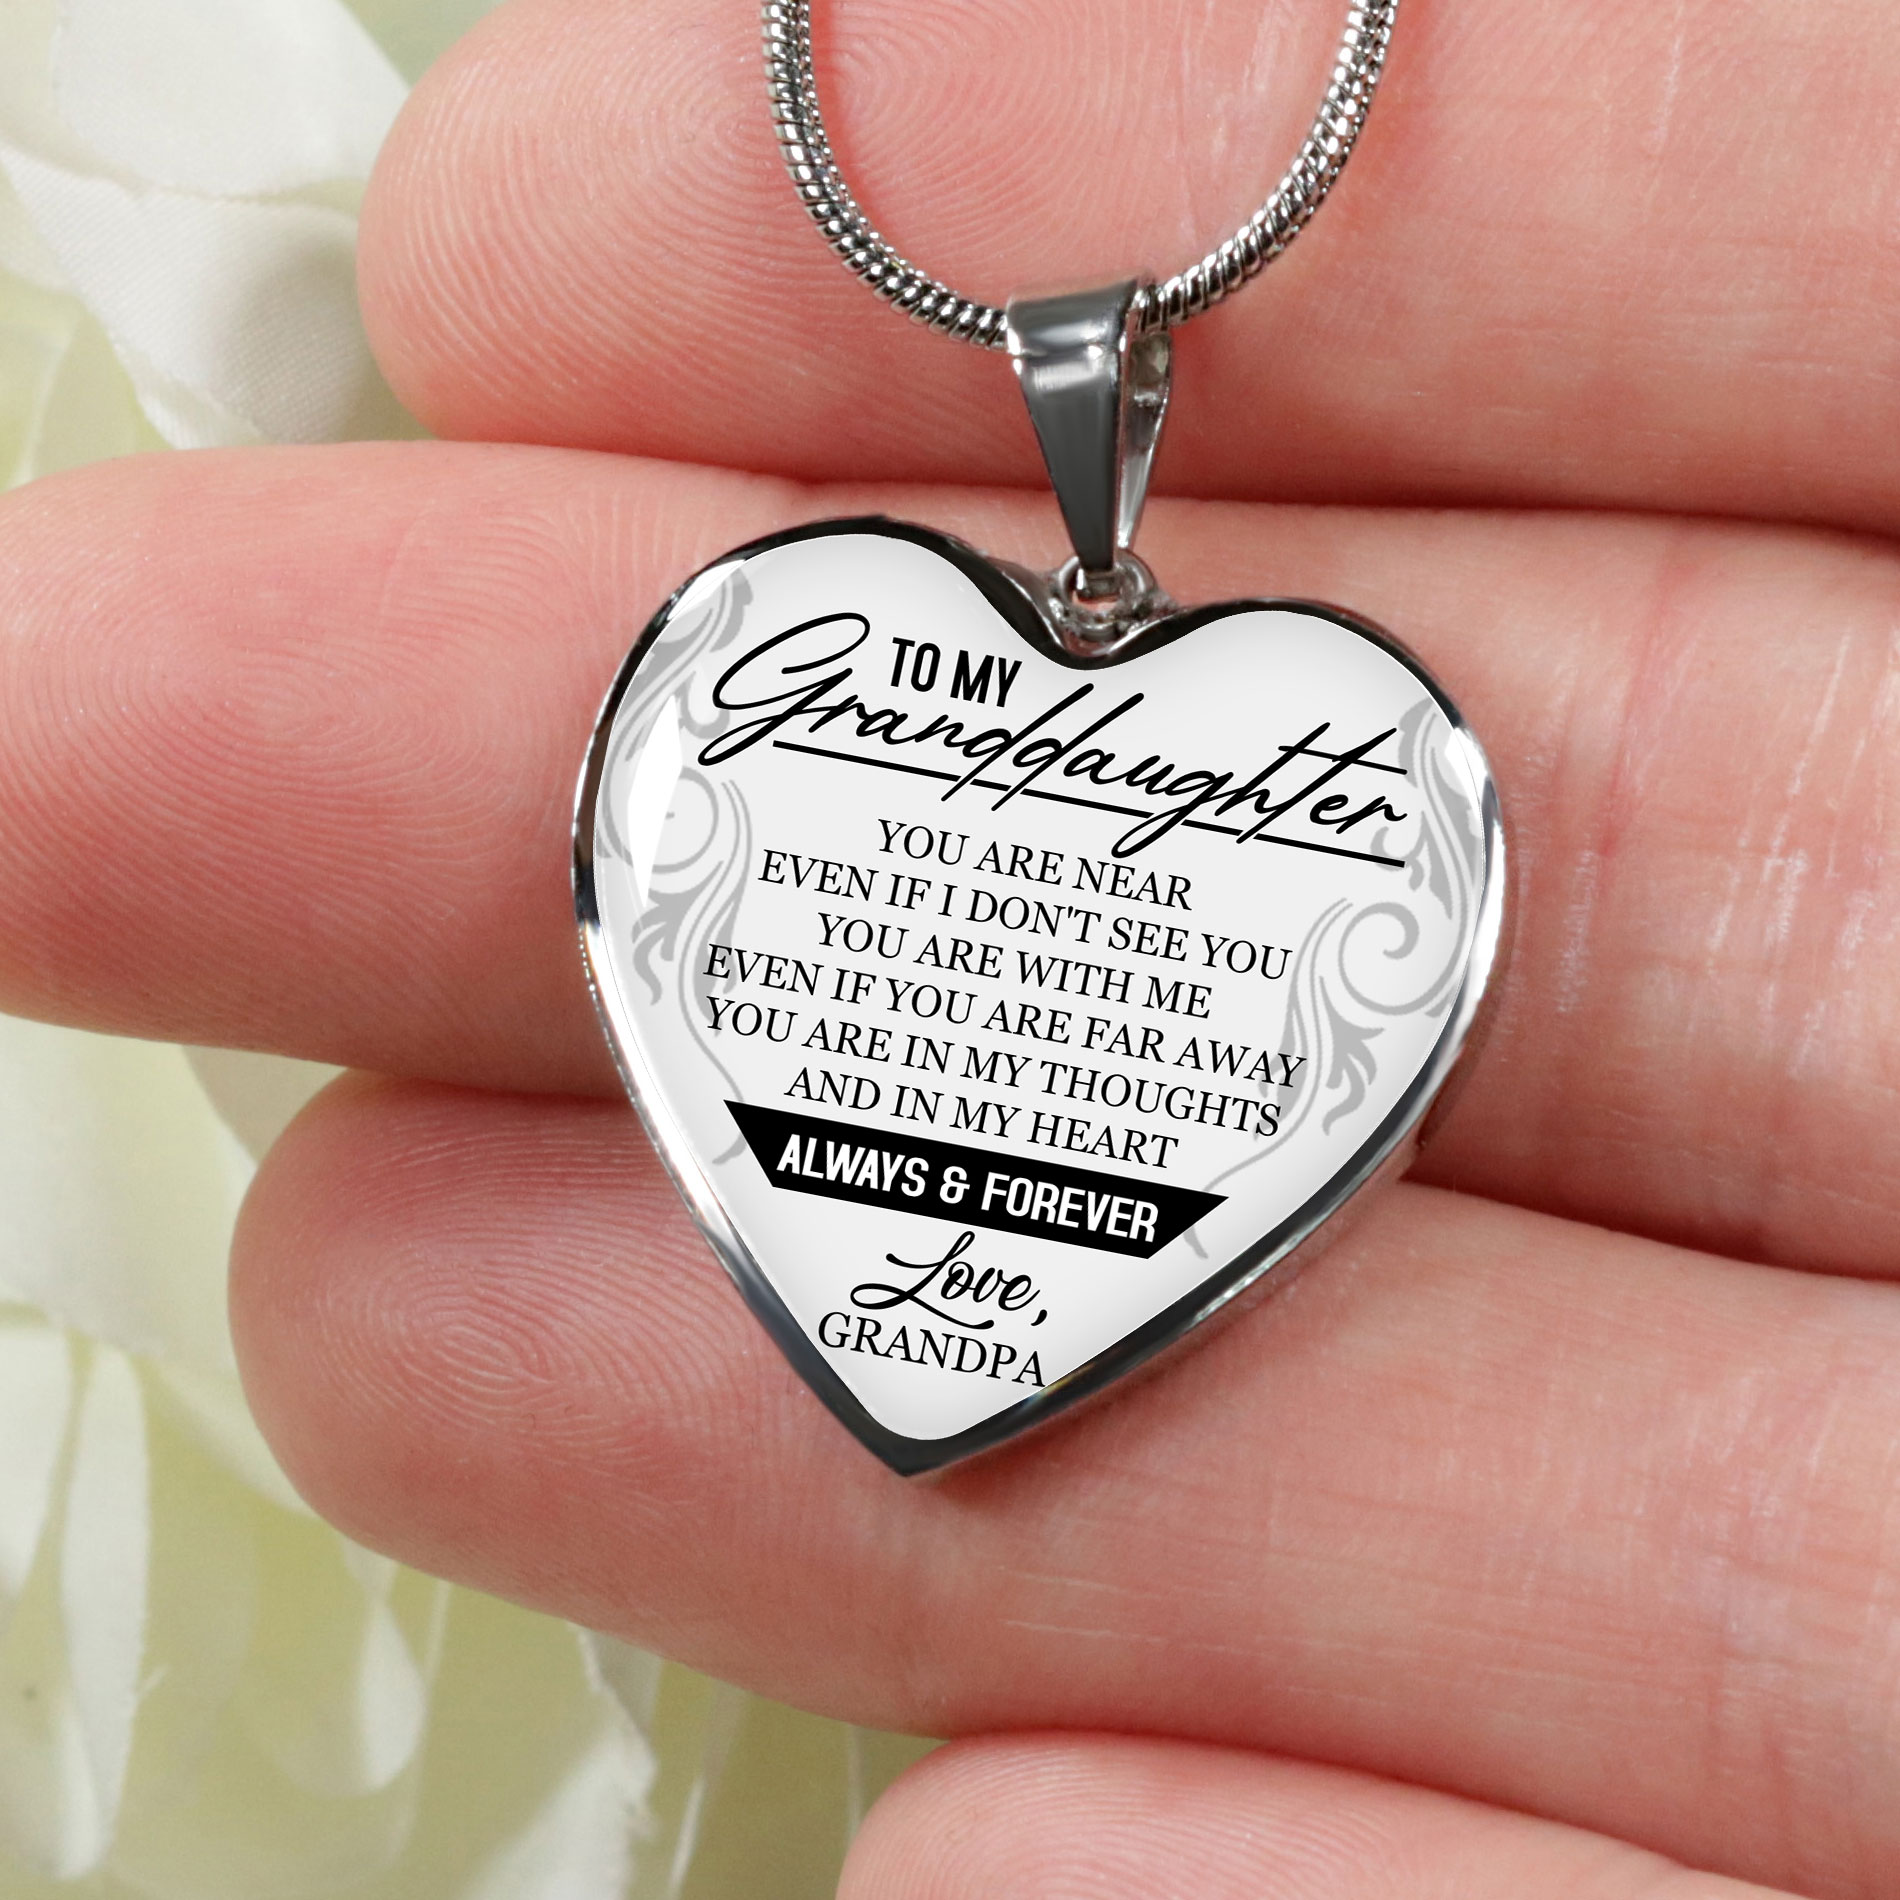 TO MY
Granddaughter
YOU ARE NEAR
EVEN IF I DON'T SEE YOU
YOU ARE WITH ME
EVEN IF YOU ARE FAR AWAY
YOU ARE IN MY THOUGHTS
AND IN MY HEART
ALWAYS & FOREVER
Love,
GRANDPA